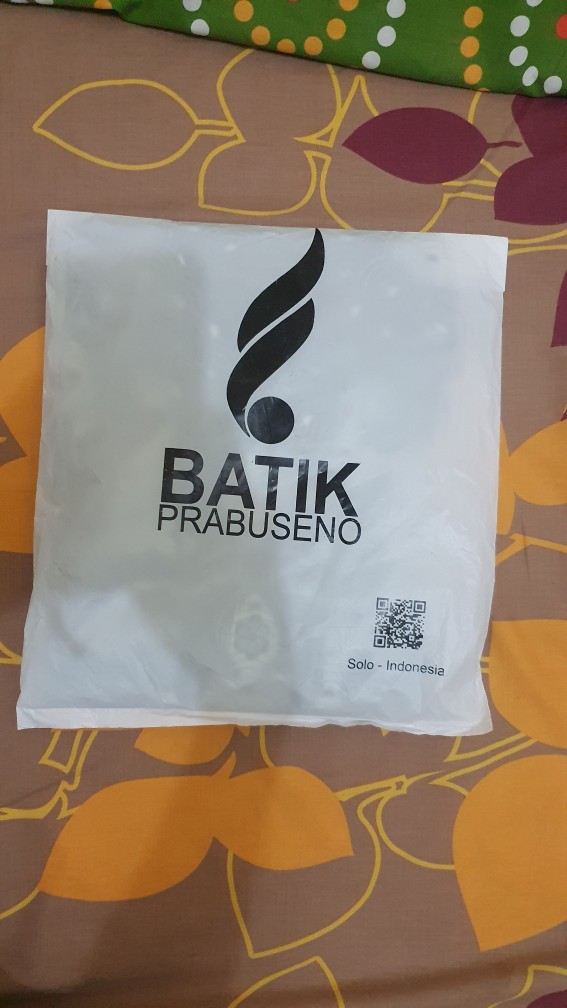 BATIK
PRABUSENO
Solo - Indonesia